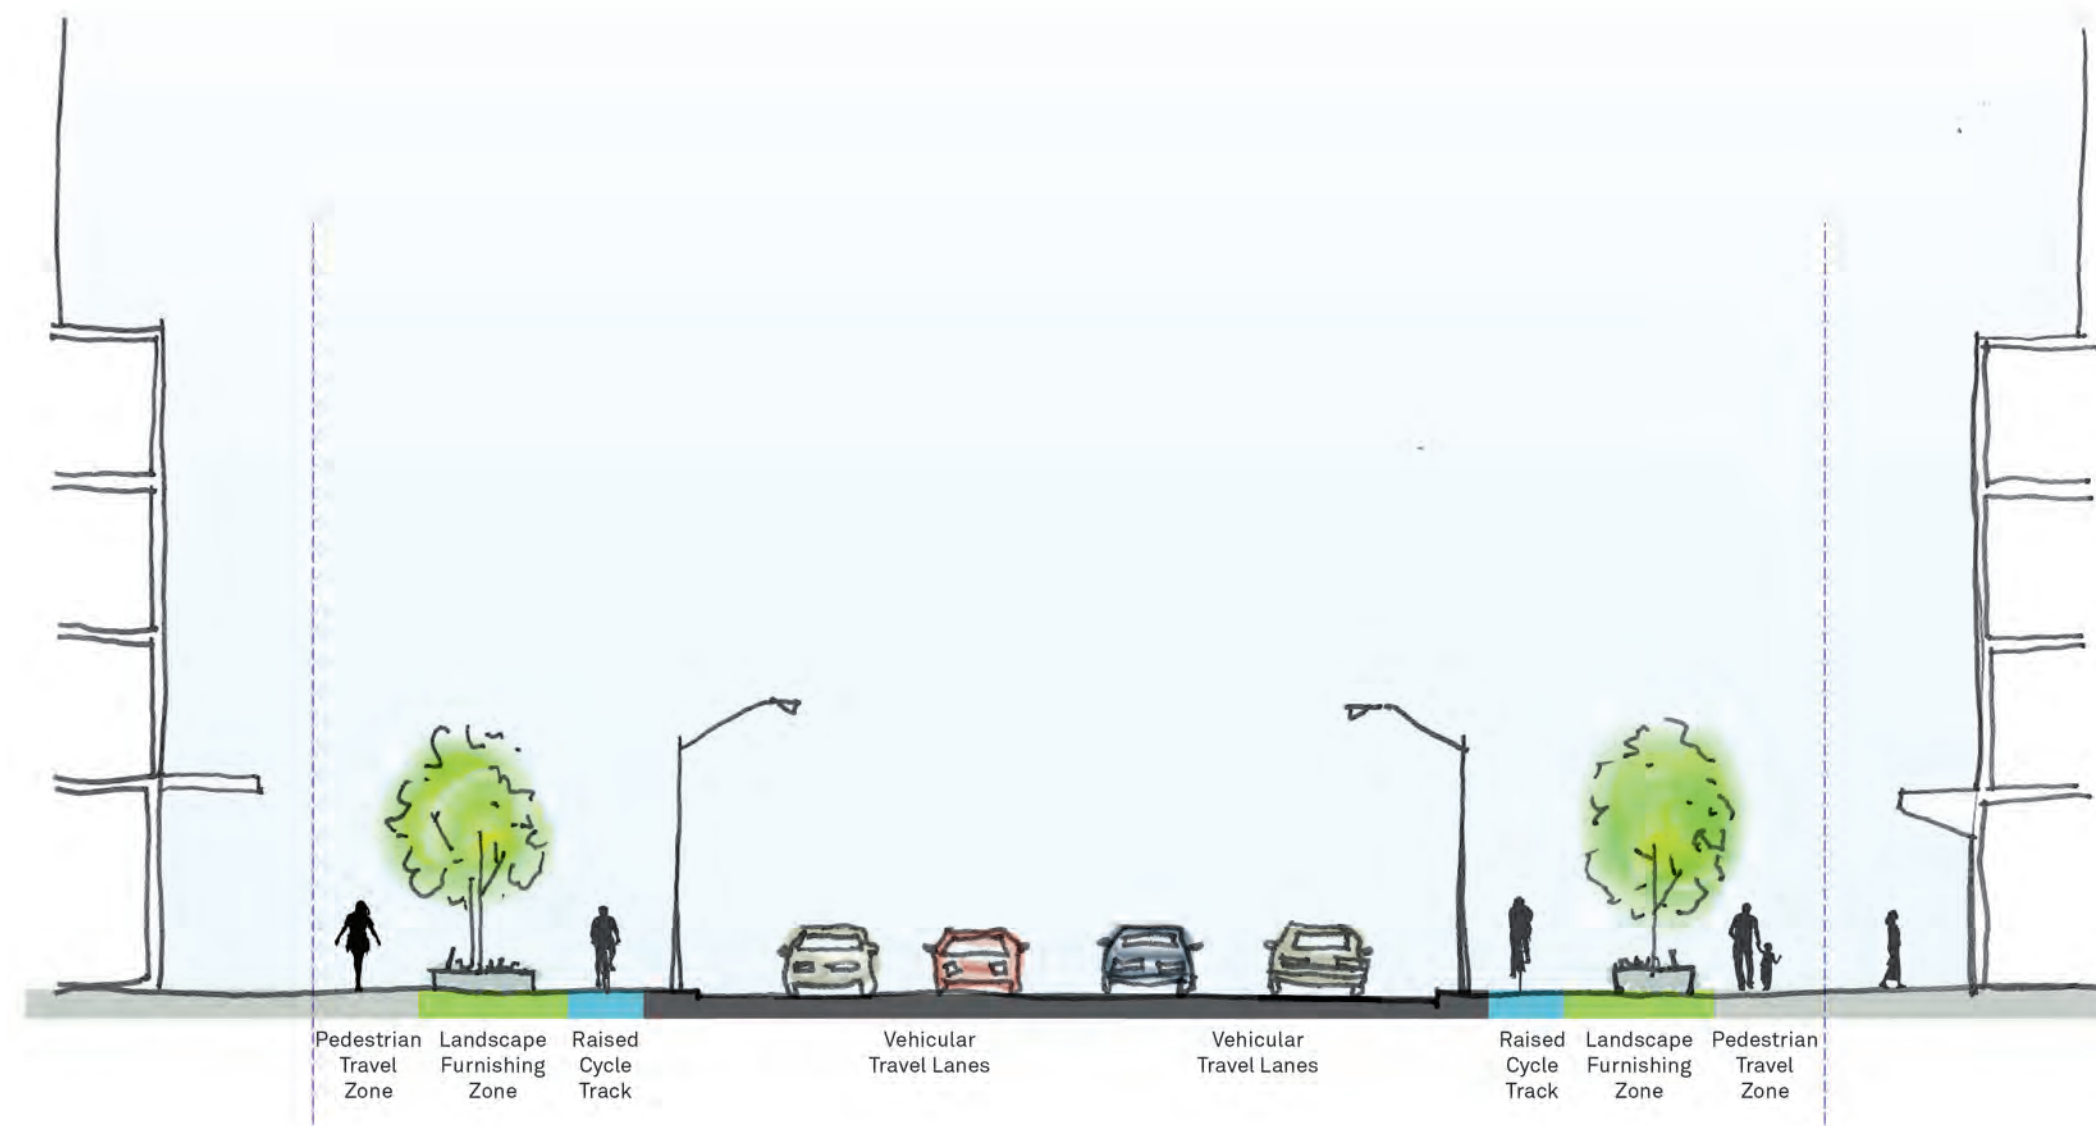 Pedestrian
Travel
Zone
Landscape
Furnishing
Zone
Raised
Cycle
Track
Vehicular
Travel Lanes
Vehicular
Travel Lanes
Raised
Cycle
Track
Landscape
Furnishing
Zone
Pedestrian
Travel
Zone